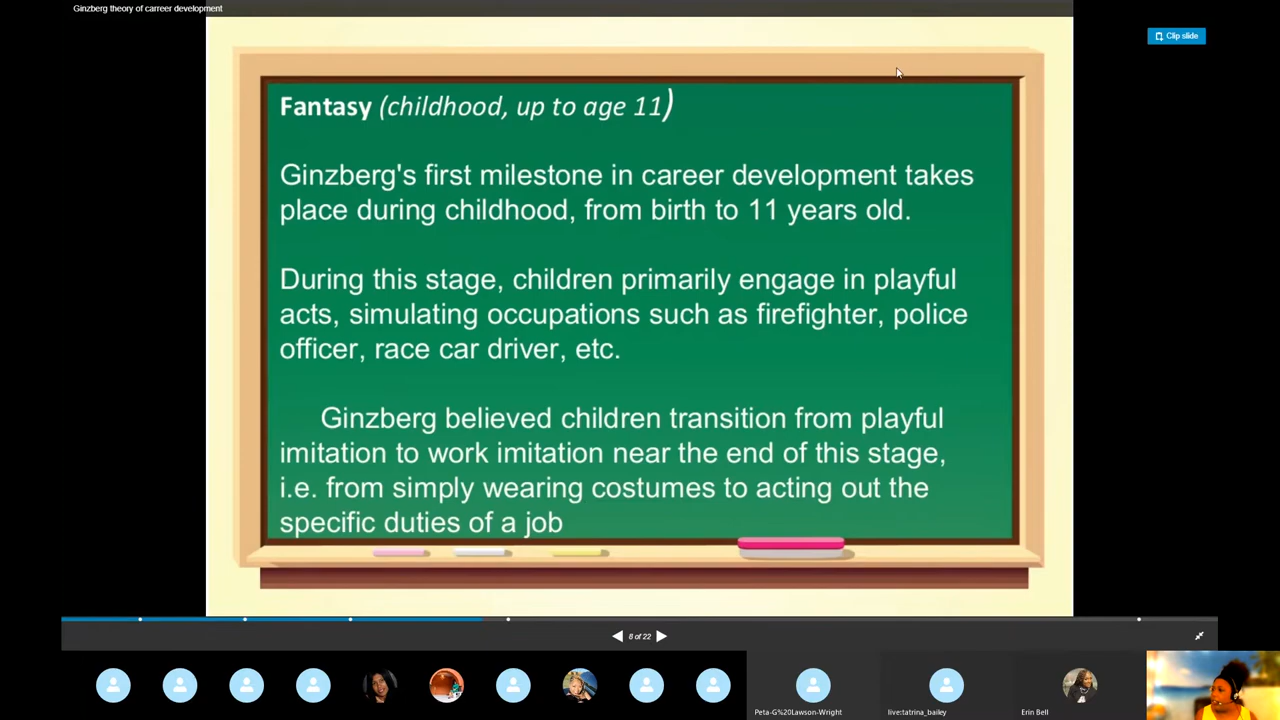 Ginzberg theory of carreer development
Clip slide
Fantasy (childhood, up to age 11)
Ginzberg's first milestone in career development takes
place during childhood, from birth to 11 years old.
During this stage, children primarily engage in playful
acts, simulating occupations such as firefighter, police
officer, race car driver, etc.
Ginzberg believed children transition from playful
imitation to work imitation near the end of this stage,
i.e. from simply wearing costumes to acting out the
specific duties of a job
8 of 22
Peta-G%20Lawson-Wright
live:tatrina_bailey
Erin Bell